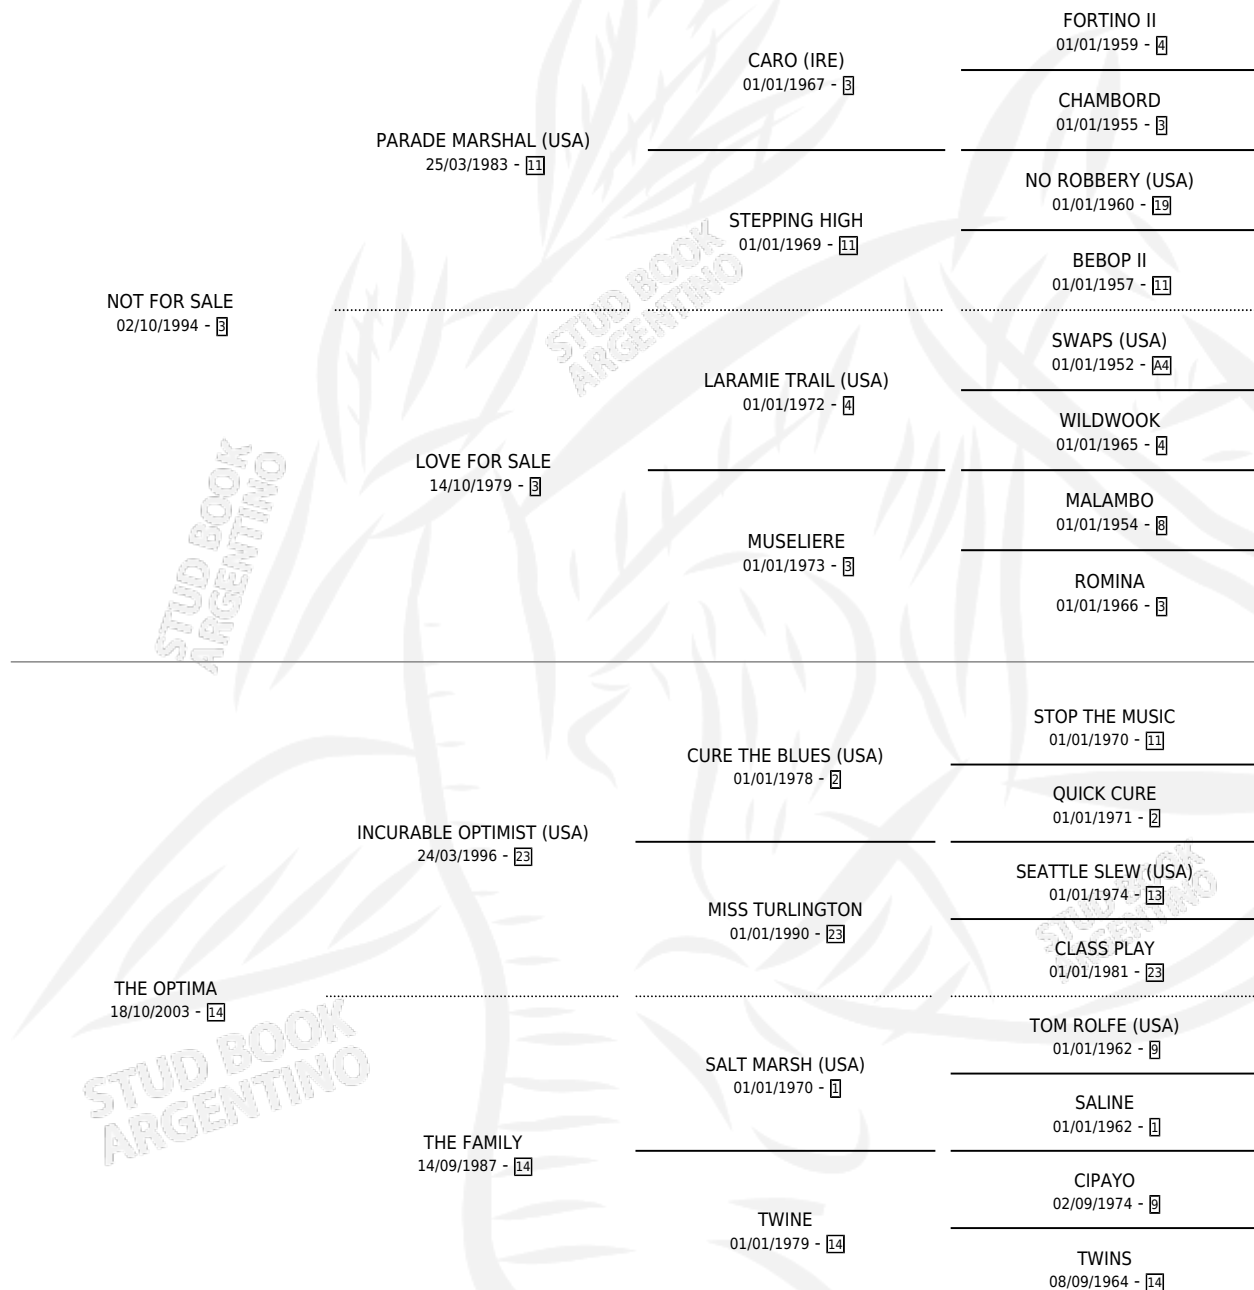 FORTINO II
01/01/1959 - 4
CARO (IRE)
01/01/1967 - 3
CHAMBORD
01/01/1955 - 3
PARADE MARSHAL (USA)
25/03/1983 - 11
NO ROBBERY (USA)
01/01/1960 - 19
STEPPING HIGH
01/01/1969 - 11
BEBOP II
01/01/1957 - 11
NOT FOR SALE
02/10/1994 - 3
STUD BOOK
ARGENTINO
SWAPS (USA)
01/01/1952 - A4
LARAMIE TRAIL (USA)
01/01/1972 - 4
WILDWOOK
01/01/1965 - 4
LOVE FOR SALE
14/10/1979 - 3
MALAMBO
01/01/1954 - 8
MUSELIERE
01/01/1973 - 3
ROMINA
01/01/1966 - 3
STUD BOOK
ARGENTINO
STOP THE MUSIC
01/01/1970 - 11
CURE THE BLUES (USA)
01/01/1978 - 2
QUICK CURE
01/01/1971 - 2
INCURABLE OPTIMIST (USA)
24/03/1996 - 23
SEATTLE SLEW (USA)
01/01/1974 - 13
MISS TURLINGTON
01/01/1990 - 23
CLASS PLAY
01/01/1981 - 23
STUD BOOK
ARGENTINO
THE OPTIMA
18/10/2003 - 14
TOM ROLFE (USA)
01/01/1962 - 9
SALT MARSH (USA)
01/01/1970 - 1
SALINE
01/01/1962 - 1
STUD BOOK
ARGENTINO
THE FAMILY
14/09/1987 - 14
CIPAYO
02/09/1974 - 9
TWINE
01/01/1979 - 14
TWINS
08/09/1964 - 14